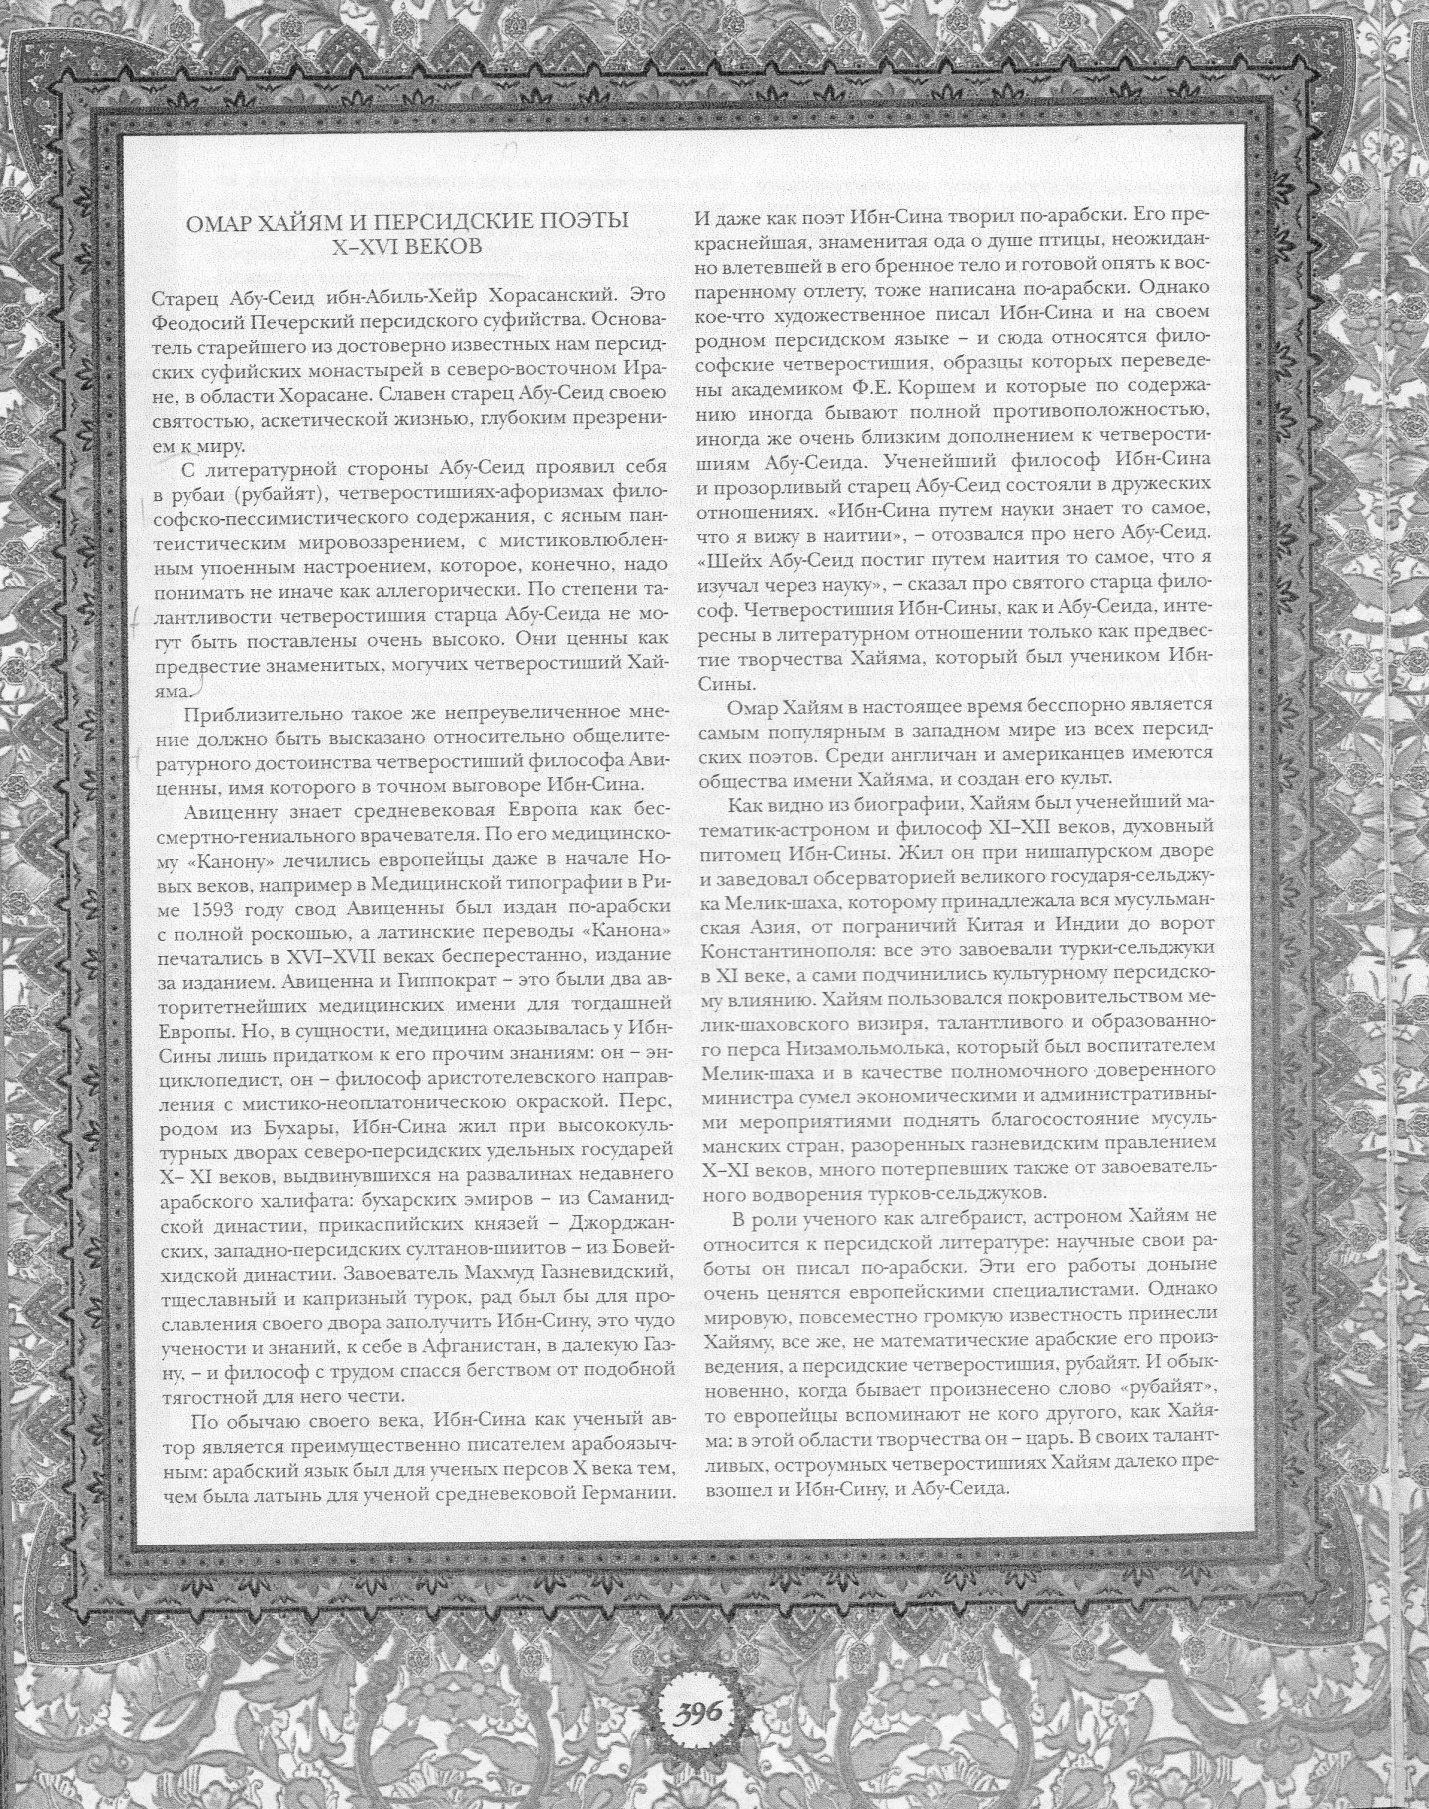 ОМАР ХАЙЯМ И ПЕРСИДСКИЕ ПОЭТЫ
X–XVI ВЕКОВ
Старец Абу-Сеид ибн-Абиль-Хейр Хорасанский. Это
Феодосий Печерский персидского суфийства. Основа-
тель старейшего из достоверно известных нам персид-
ских суфийских монастырей в северо-восточном Ира-
не, в области Хорасане. Славен старец Абу-Сеид своею
святостью, аскетической жизнью, глубоким презрени-
ем к миру.
С литературной стороны Абу-Сеид проявил себя
в рубаи (рубайят), четверостишиях-афоризмах фило-
софско-пессимистического содержания, с ясным пан-
теистическим мировоззрением, с мистиковлюблен-
ным упоенным настроением, которое, конечно, надо
понимать не иначе как аллегорически. По степени та-
лантливости четверостишия старца Абу-Сеида не мо-
гут быть поставлены очень высоко. Они ценны как
предвестие знаменитых, могучих четверостиший Хай-
яма.
Приблизительно такое же непреувеличенное мне-
ние должно быть высказано относительно общелите-
ратурного достоинства четверостиший философа Ави-
ценны, имя которого в точном выговоре Ибн-Сина.
Авиценну знает средневековая Европа как бес-
смертно-гениального врачевателя. По его медицинско-
му «Канону» лечились европейцы даже в начале Но-
вых веков, например в Медицинской типографии в Ри-
ме 1593 году свод Авиценны был издан по-арабски
с полной роскошью, а латинские переводы «Канона»
печатались в XVI–XVII веках бесперестанно, издание
за изданием. Авиценна и Гиппократ – это были два ав-
торитетнейших медицинских имени для тогдашней
Европы. Но, в сущности, медицина оказывалась у Ибн-
Сины лишь придатком к его прочим знаниям: он – эн-
циклопедист, он – философ аристотелевского направ-
ления с мистико-неоплатоническою окраской. Перс,
родом из Бухары, Ибн-Сина жил при высококуль-
турных дворах северо-персидских удельных государей
X– XI веков, выдвинувшихся на развалинах недавнего
арабского халифата: бухарских эмиров – из Саманид-
ской династии, прикаспийских князей – Джорджан-
ских, западно-персидских султанов-шиитов – из Бовей-
хидской династии. Завоеватель Махмуд Газневидский,
тщеславный и капризный турок, рад был бы для про-
славления своего двора заполучить Ибн-Сину, это чудо
учености и знаний, к себе в Афганистан, в далекую Газ-
ну, – и философ с трудом спасся бегством от подобной
тягостной для него чести.
По обычаю своего века, Ибн-Сина как ученый ав-
тор является преимущественно писателем арабоязыч-
ным: арабский язык был для ученых персов X века тем,
чем была латынь для ученой средневековой Германии.
И даже как поэт Ибн-Сина творил по-арабски. Его пре-
краснейшая, знаменитая ода о душе птицы, неожидан-
но влетевшей в его бренное тело и готовой опять к вос-
паренному отлету, тоже написана по-арабски. Однако
кое-что художественное писал Ибн-Сина и на своем
родном персидском языке – и сюда относятся фило-
софские четверостишия, образцы которых переведе-
ны академиком Ф.Е. Коршем и которые по содержа-
нию иногда бывают полной противоположностью,
иногда же очень близким дополнением к четверости-
шиям Абу-Сеида. Ученейший философ Ибн-Сина
и прозорливый старец Абу-Сеид состояли в дружеских
отношениях. «Ибн-Сина путем науки знает то самое,
что я вижу в наитии», – отозвался про него Абу-Сеид.
«Шейх Абу-Сеид постиг путем наития то самое, что я
изучал через науку», – сказал про святого старца фило-
соф. Четверостишия Ибн-Сины, как и Абу-Сеида, инте-
ресны в литературном отношении только как предвес-
тие творчества Хайяма, который был учеником Ибн-
Сины.
Омар Хайям в настоящее время бесспорно является
самым популярным в западном мире из всех персид-
ских поэтов. Среди англичан и американцев имеются
общества имени Хайяма, и создан его культ.
Как видно из биографии, Хайям был ученейший ма-
тематик-астроном и философ XI–XII веков, духовный
питомец Ибн-Сины. Жил он при нишапурском дворе
и заведовал обсерваторией великого государя-сельджу-
ка Мелик-шаха, которому принадлежала вся мусульман-
ская Азия, от пограничий Китая и Индии до ворот
Константинополя: все это завоевали турки-сельджуки
в XI веке, а сами подчинились культурному персидско-
му влиянию. Хайям пользовался покровительством ме-
лик-шаховского визиря, талантливого и образованно-
го перса Низамольмолька, который был воспитателем
Мелик-шаха и в качестве полномочного доверенного
министра сумел экономическими и административны-
ми мероприятиями поднять благосостояние мусуль-
манских стран, разоренных газневидским правлением
X–XI веков, много потерпевших также от завоеватель-
ного водворения турков-сельджуков.
В роли ученого как алгебраист, астроном Хайям не
относится к персидской литературе: научные свои ра-
боты он писал по-арабски. Эти его работы доныне
очень ценятся европейскими специалистами. Однако
мировую, повсеместно громкую известность принесли
Хайяму, все же, не математические арабские его произ-
ведения, а персидские четверостишия, рубайят. И обык-
новенно, когда бывает произнесено слово «рубайят»,
то европейцы вспоминают не кого другого, как Хайя-
ма: в этой области творчества он – царь. В своих талант-
ливых, остроумных четверостишиях Хайям далеко пре-
взошел и Ибн-Сину, и Абу-Сеида.
396